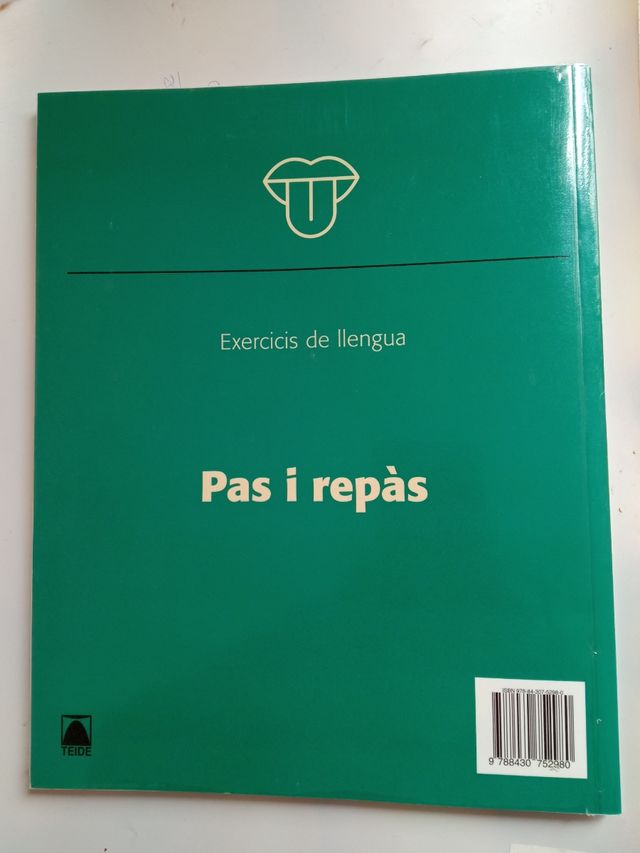 Exercicis de llengua
Pas i repàs
TEIDE
ISBN 978-84-307-5298-0
9 788430 752980